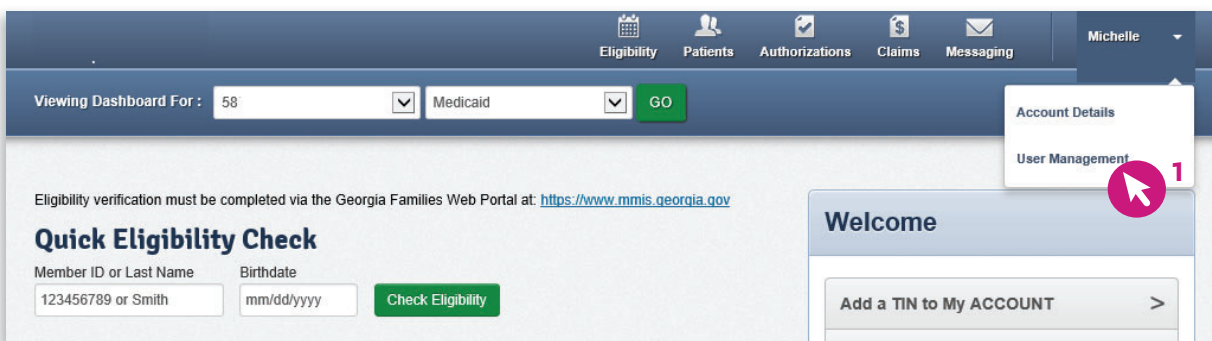 Eligibility Patients Authorizations Claims Messaging Michelle
Viewing Dashboard For : 58 Medicaid GO
Account Details
User Management
1
Eligibility verification must be completed via the Georgia Families Web Portal at: https://www.mmis.georgia.gov
Quick Eligibility Check
Member ID or Last Name Birthdate
123456789 or Smith mm/dd/yyyy Check Eligibility
Welcome
Add a TIN to My ACCOUNT >